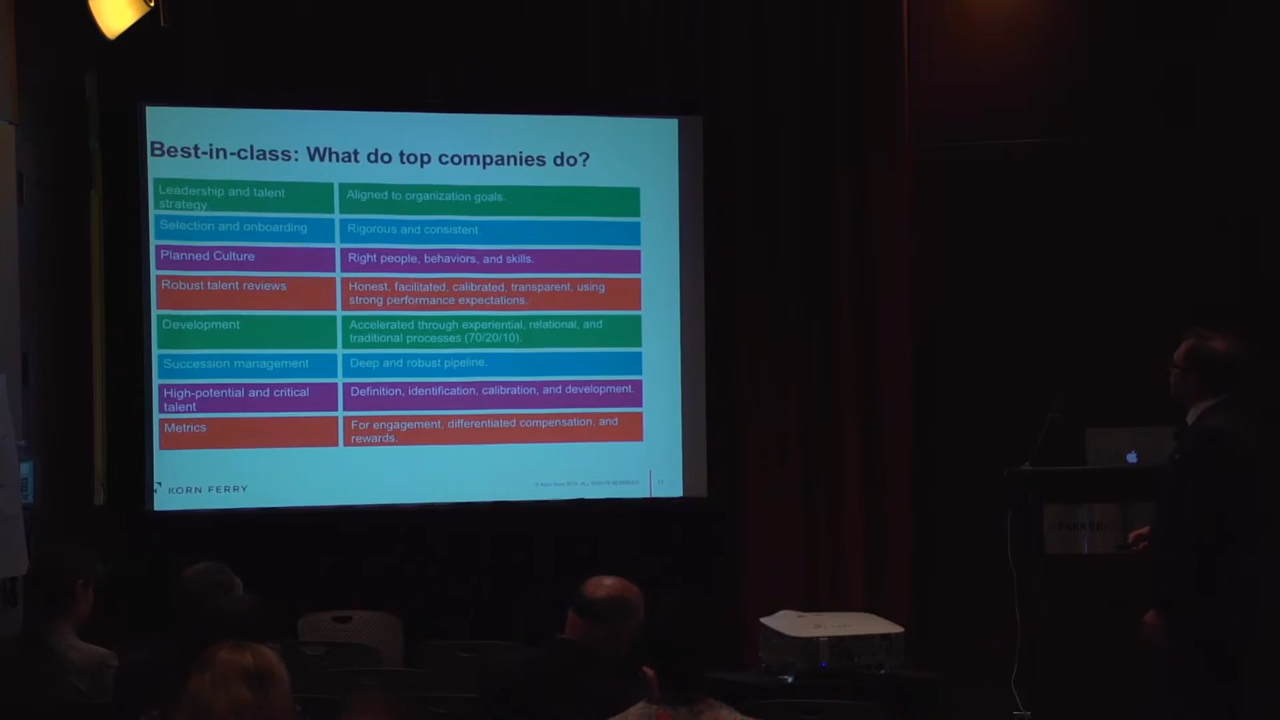 Best-in-class: What do top companies do?
Leadership and talent
strategy
Aligned to organization goals.
Selection and onboarding
Rigorous and consistent
Planned Culture
Right people, behaviors, and skills.
Robust talent reviews
Honest, facilitated, calibrated, transparent, using
strong performance expectations.
Development
Accelerated through experiential, relational, and
traditional processes (70/20/10).
Succession management
Deep and robust pipeline.
High-potential and critical
talent
Definition, identification, calibration, and development.
Metrics
For engagement, differentiated compensation, and
rewards.
KORN FERRY